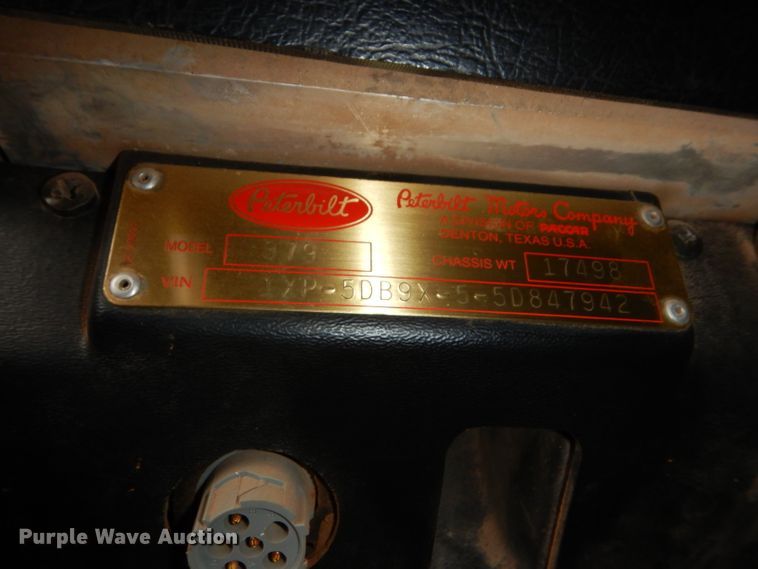 Peterbilt
Peterbilt Motors Company
A DIVISION OF PACCAR
DENTON, TEXAS U.S.A.
MODEL 379
CHASSIS WT 17498
VIN 1XP-5DB9X-5-5D847942
Purple Wave Auction